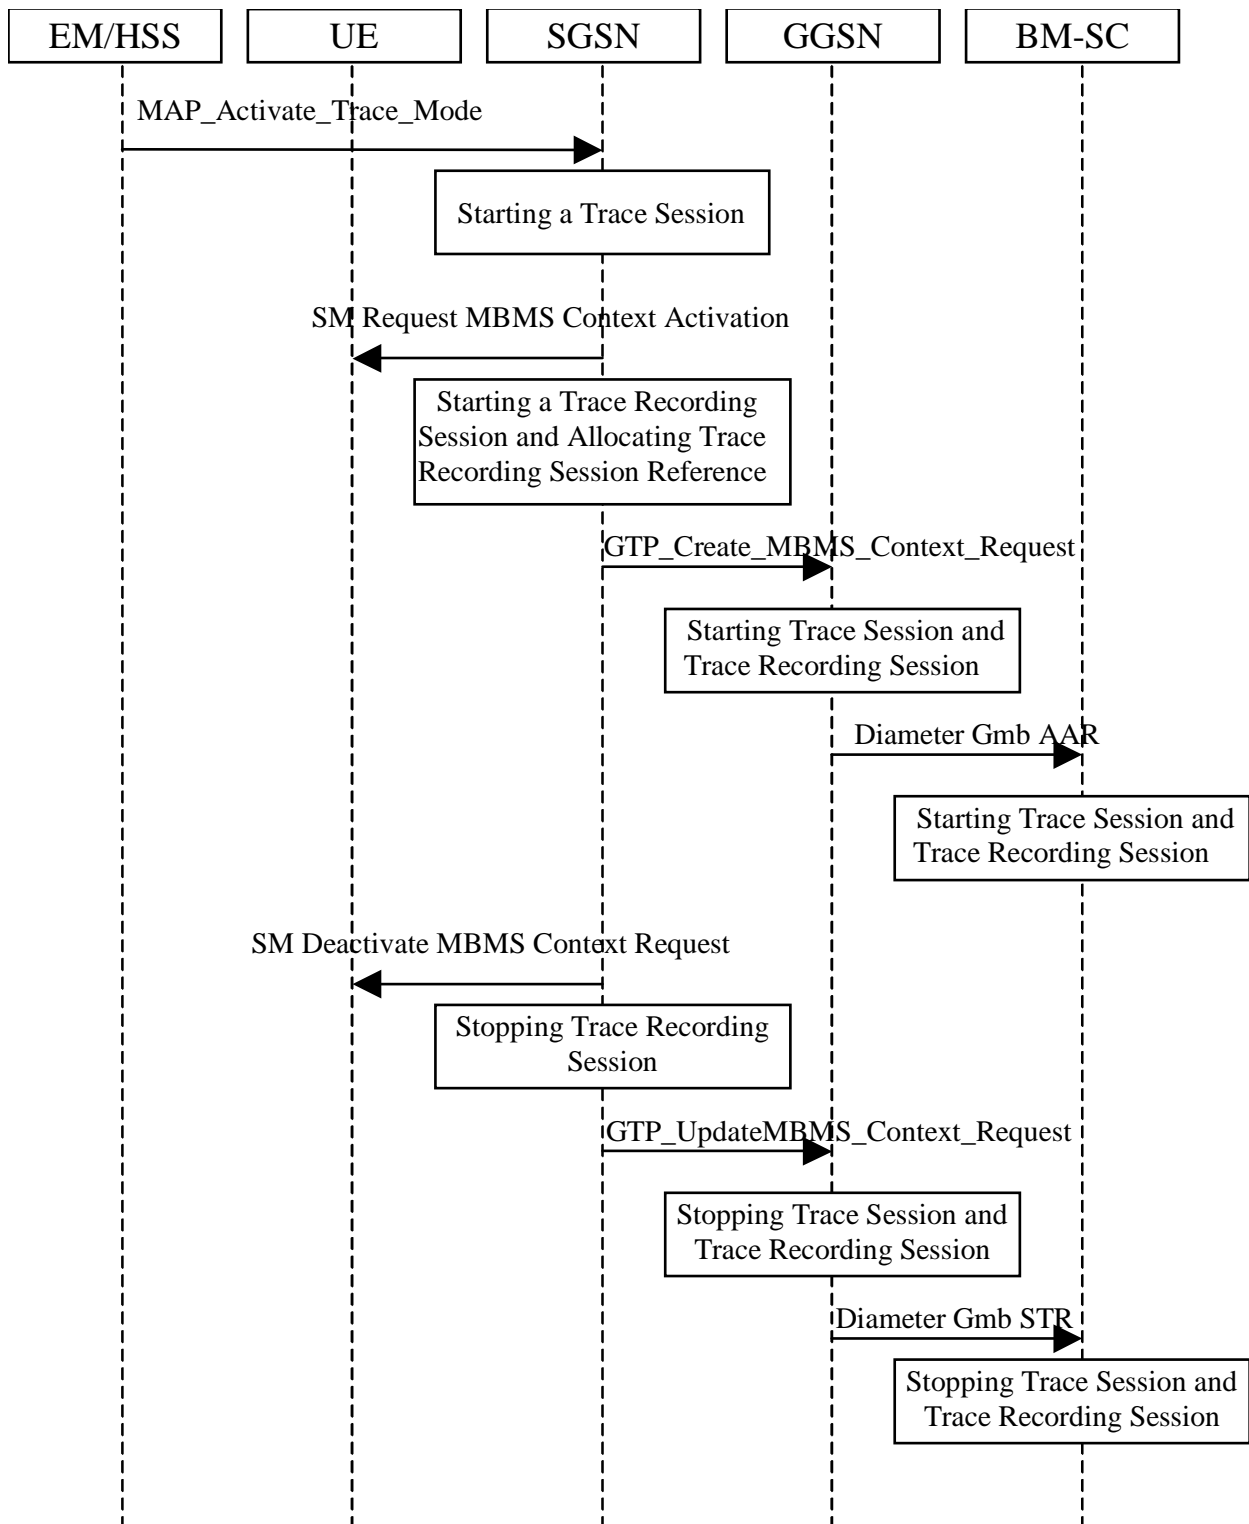 EM/HSS
UE
SGSN
GGSN
BM-SC
MAP_Activate_Trace_Mode
Starting a Trace Session
SM Request MBMS Context Activation
Starting a Trace Recording
Session and Allocating Trace
Recording Session Reference
GTP_Create_MBMS_Context_Request
Starting Trace Session and
Trace Recording Session
Diameter Gmb AAR
Starting Trace Session and
Trace Recording Session
SM Deactivate MBMS Context Request
Stopping Trace Recording
Session
GTP_UpdateMBMS_Context_Request
Stopping Trace Session and
Trace Recording Session
Diameter Gmb STR
Stopping Trace Session and
Trace Recording Session